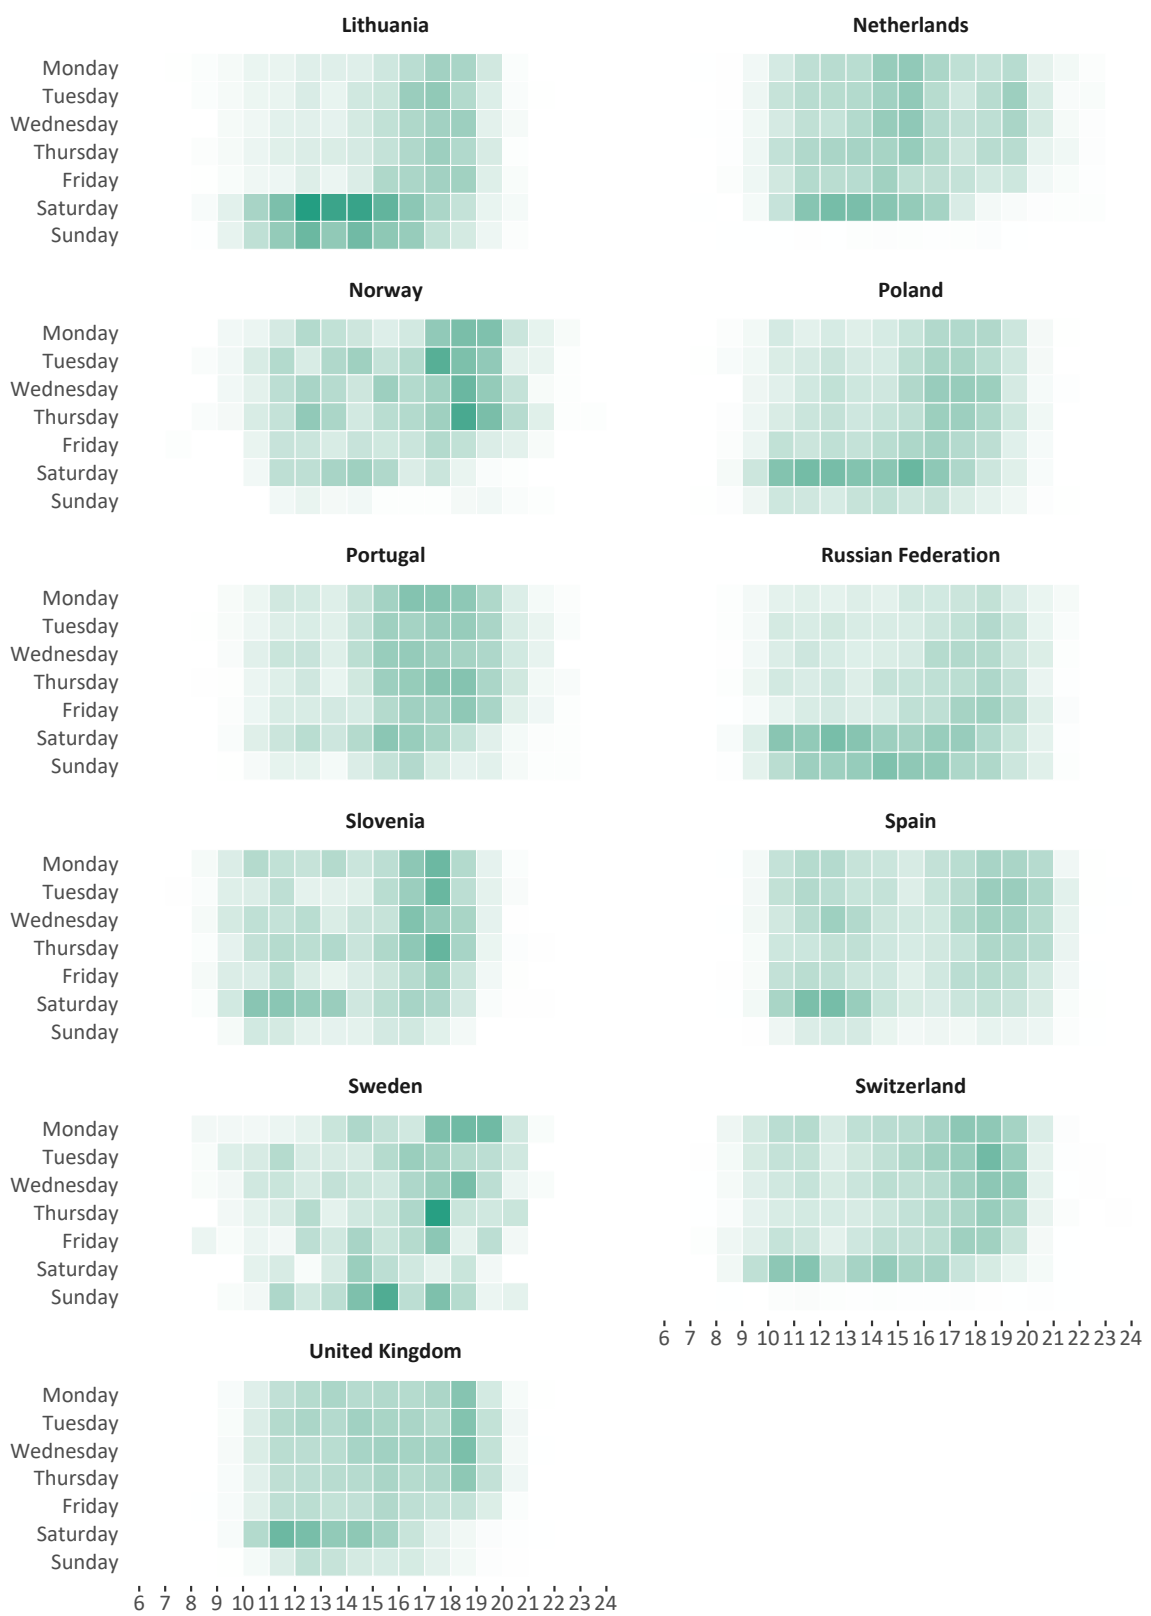 Lithuania
Netherlands
Monday
Tuesday
Wednesday
Thursday
Friday
Saturday
Sunday
Norway
Poland
Monday
Tuesday
Wednesday
Thursday
Friday
Saturday
Sunday
Portugal
Russian Federation
Monday
Tuesday
Wednesday
Thursday
Friday
Saturday
Sunday
Slovenia
Spain
Monday
Tuesday
Wednesday
Thursday
Friday
Saturday
Sunday
Sweden
Switzerland
Monday
Tuesday
Wednesday
Thursday
Friday
Saturday
Sunday
6 7 8 9 10 11 12 13 14 15 16 17 18 19 20 21 22 23 24
United Kingdom
Monday
Tuesday
Wednesday
Thursday
Friday
Saturday
Sunday
6 7 8 9 10 11 12 13 14 15 16 17 18 19 20 21 22 23 24